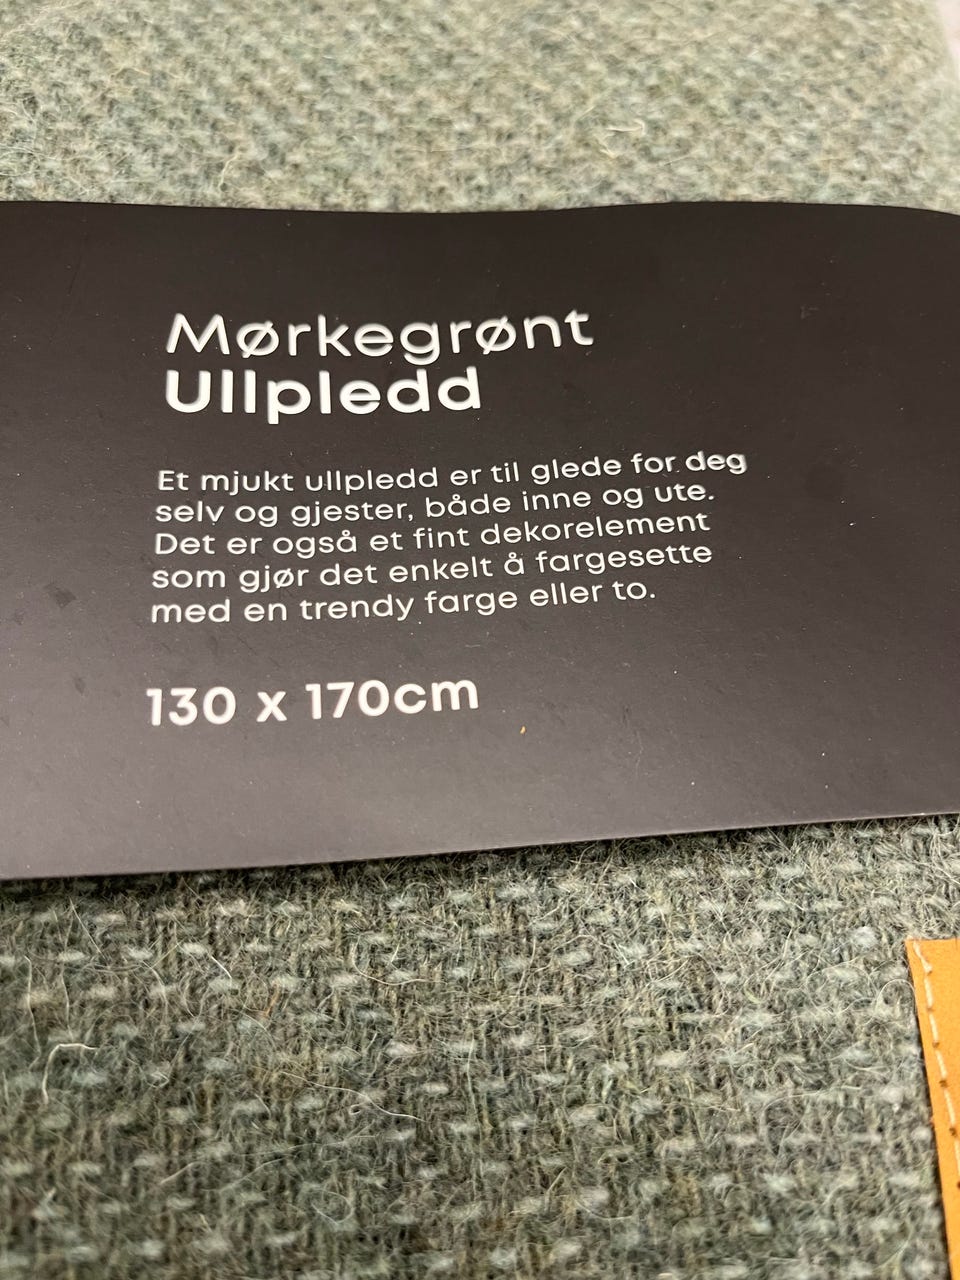 Mørkegrønt
Ullpledd
Et mjukt ullpledd er til glede for deg
selv og gjester, både inne og ute.
Det er også et fint dekorelement
som gjør det enkelt å fargesette
med en trendy farge eller to.
130 x 170cm